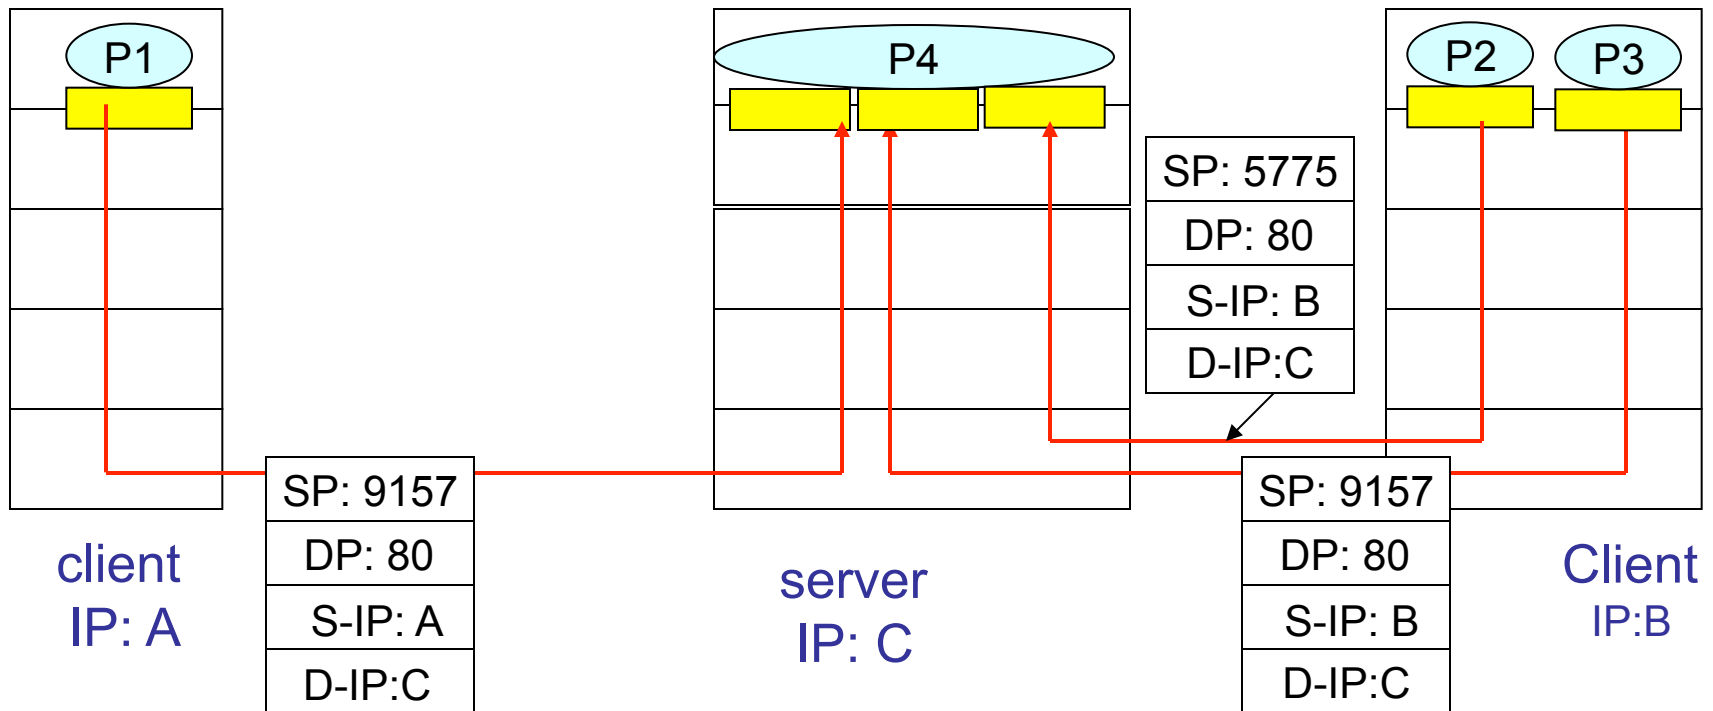 P1
P4
P2
P3
SP: 5775
DP: 80
S-IP: B
D-IP:C
SP: 9157
DP: 80
S-IP: A
D-IP:C
SP: 9157
DP: 80
S-IP: B
D-IP:C
client
IP: A
server
IP: C
Client
IP:B